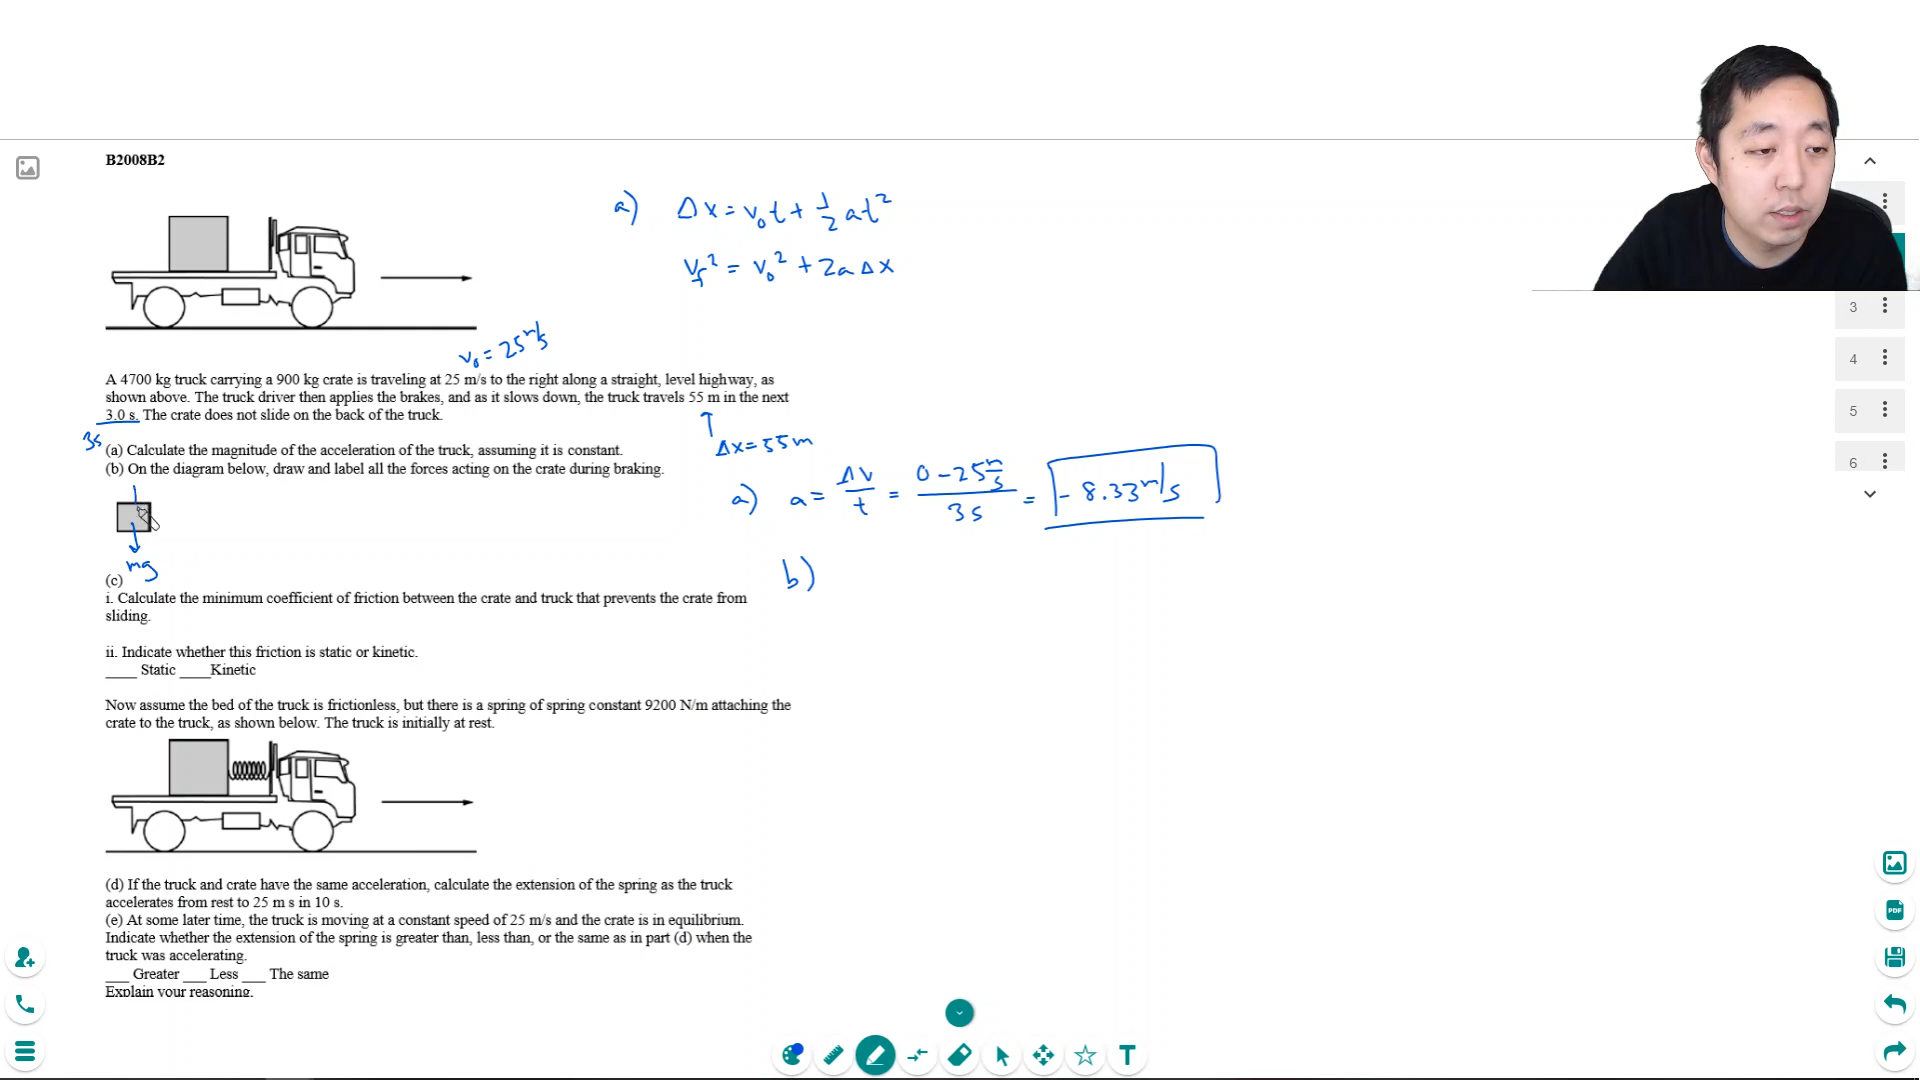 B2008B2
a) Δx = v₀t + 1/2 at²
v_f² = v₀² + 2aΔx
v₀ = 25 m/s
A 4700 kg truck carrying a 900 kg crate is traveling at 25 m/s to the right along a straight, level highway, as
shown above. The truck driver then applies the brakes, and as it slows down, the truck travels 55 m in the next
3.0 s. The crate does not slide on the back of the truck.
3s
Δx = 55 m
(a) Calculate the magnitude of the acceleration of the truck, assuming it is constant.
(b) On the diagram below, draw and label all the forces acting on the crate during braking.
a) a = Δv/t = (0 - 25 m/s)/3s = - 8.33 m/s
mg
b)
(c)
i. Calculate the minimum coefficient of friction between the crate and truck that prevents the crate from
sliding.
ii. Indicate whether this friction is static or kinetic.
____ Static ____Kinetic
Now assume the bed of the truck is frictionless, but there is a spring of spring constant 9200 N/m attaching the
crate to the truck, as shown below. The truck is initially at rest.
(d) If the truck and crate have the same acceleration, calculate the extension of the spring as the truck
accelerates from rest to 25 m s in 10 s.
(e) At some later time, the truck is moving at a constant speed of 25 m/s and the crate is in equilibrium.
Indicate whether the extension of the spring is greater than, less than, or the same as in part (d) when the
truck was accelerating.
___ Greater ___ Less ___ The same
Explain your reasoning.
3
4
5
6
PDF
T